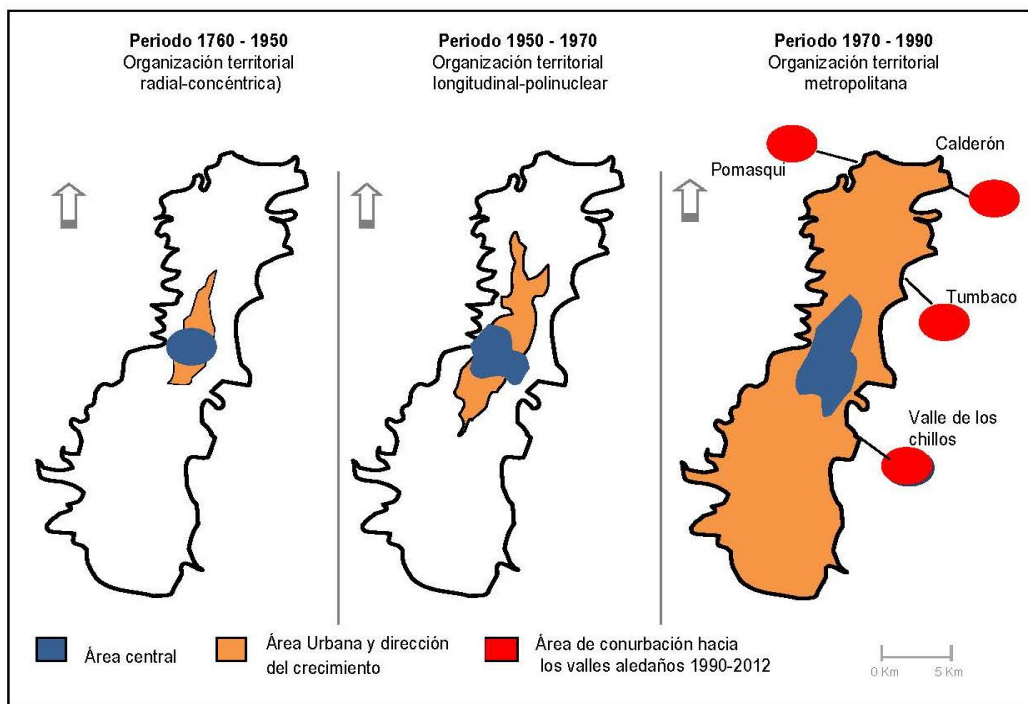 Periodo 1760 - 1950
Organización territorial
radial-concéntrica)
Periodo 1950 - 1970
Organización territorial
longitudinal-polinuclear
Periodo 1970 - 1990
Organización territorial
metropolitana
Calderón
Pomasqui
Tumbaco
Valle de los
chillos
Área central
Área Urbana y dirección
del crecimiento
Área de conurbación hacia
los valles aledaños 1990-2012
0 Km 5 Km